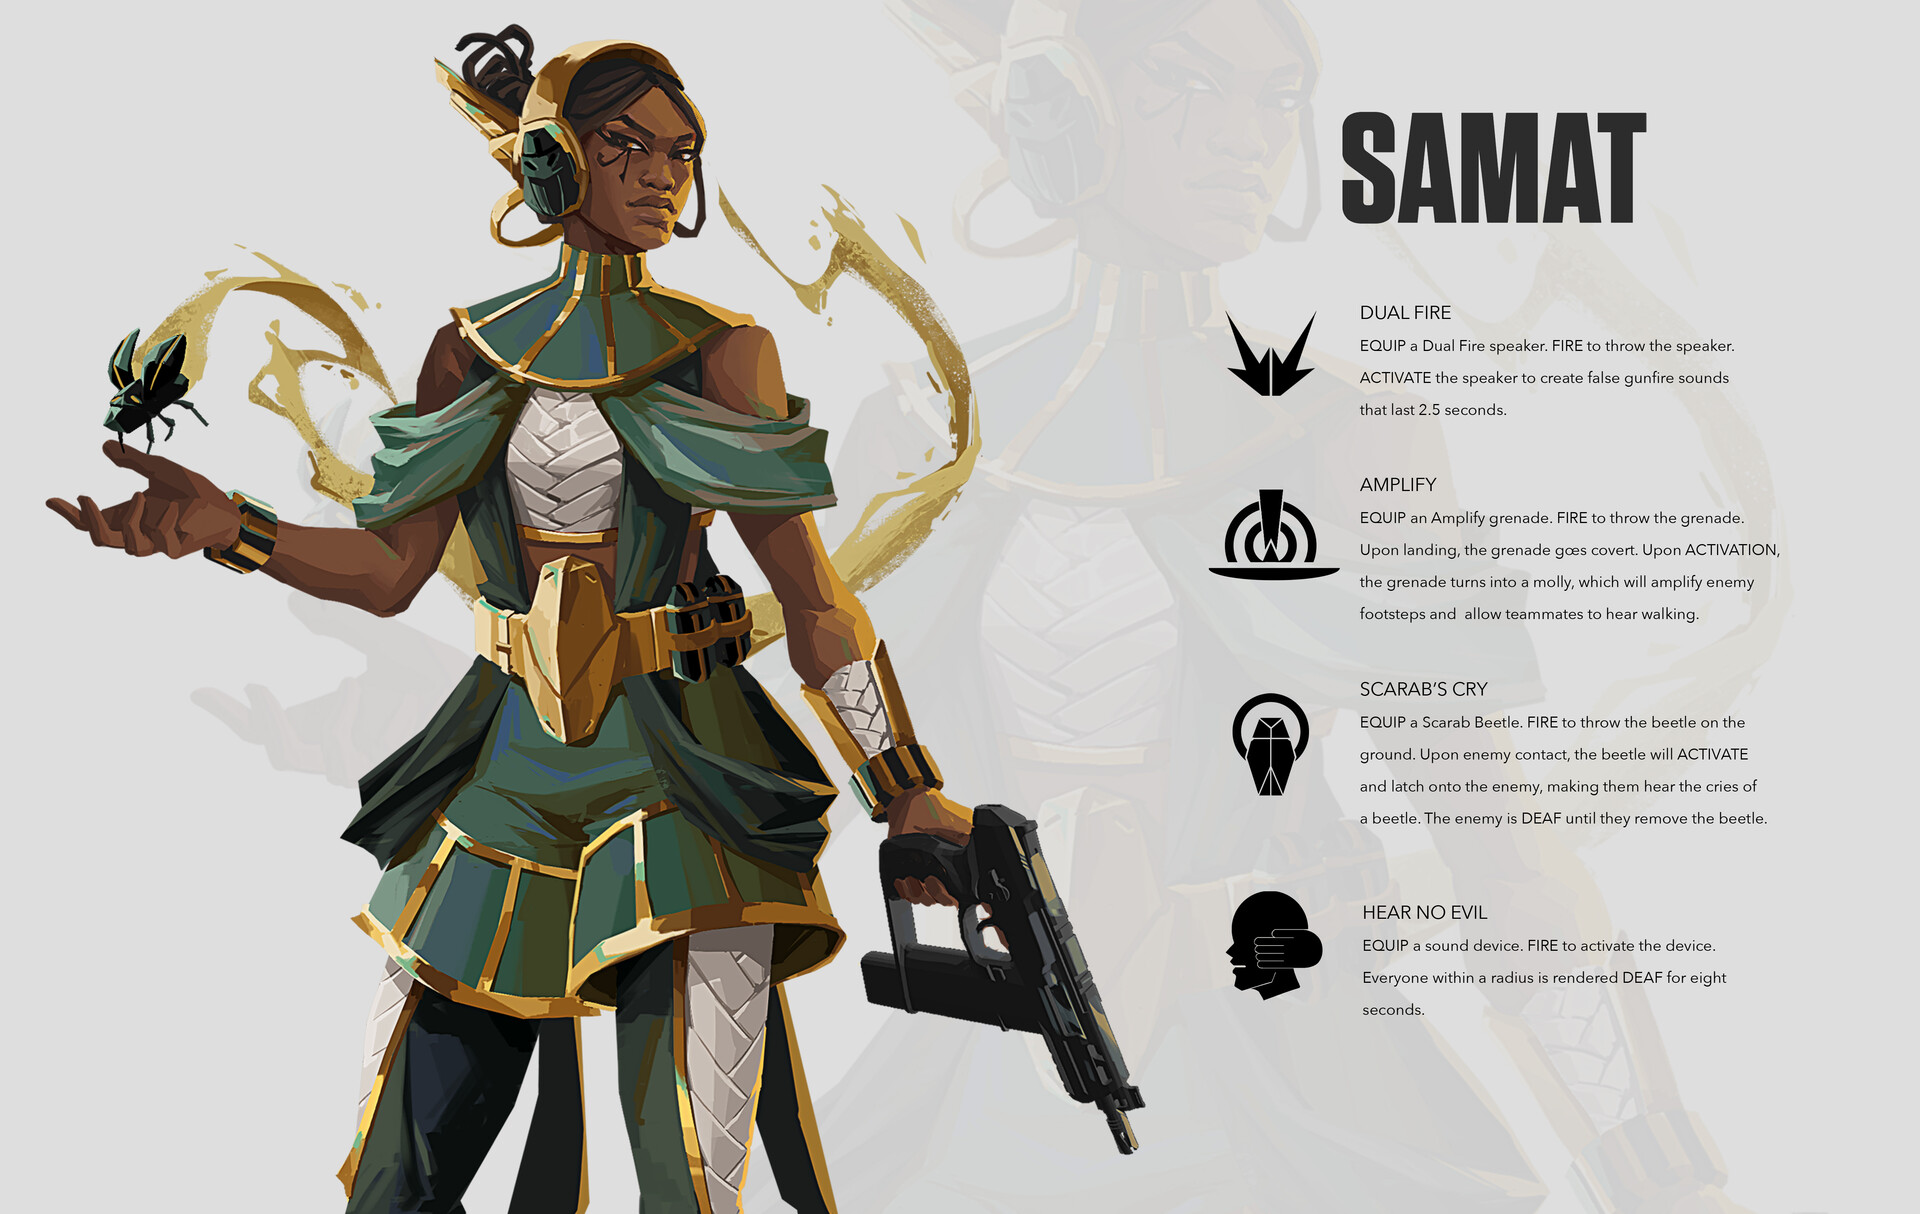 SAMAT
DUAL FIRE
EQUIP a Dual Fire speaker. FIRE to throw the speaker.
ACTIVATE the speaker to create false gunfire sounds
that last 2.5 seconds.
AMPLIFY
EQUIP an Amplify grenade. FIRE to throw the grenade.
Upon landing, the grenade gœs covert. Upon ACTIVATION,
the grenade turns into a molly, which will amplify enemy
footsteps and  allow teammates to hear walking.
SCARAB'S CRY
EQUIP a Scarab Beetle. FIRE to throw the beetle on the
ground. Upon enemy contact, the beetle will ACTIVATE
and latch onto the enemy, making them hear the cries of
a beetle. The enemy is DEAF until they remove the beetle.
HEAR NO EVIL
EQUIP a sound device. FIRE to activate the device.
Everyone within a radius is rendered DEAF for eight
seconds.